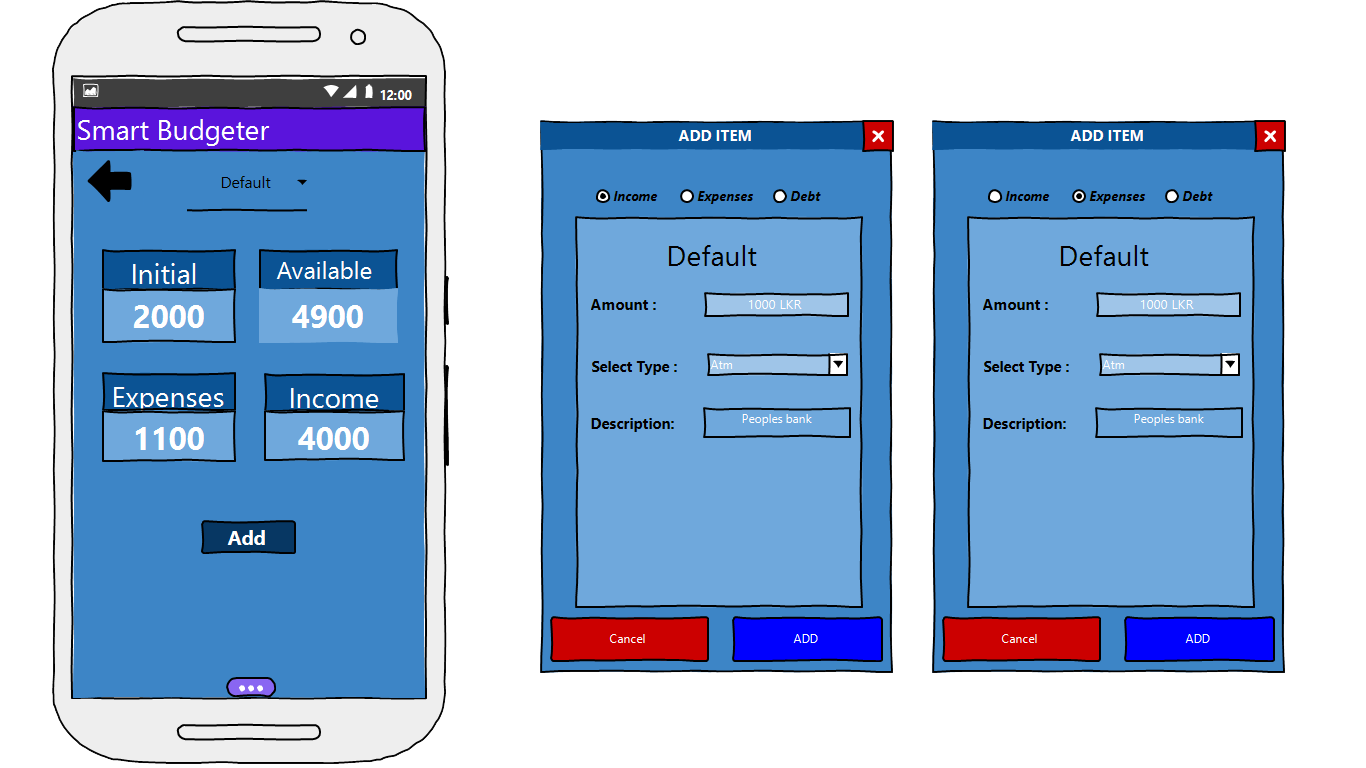 12:00
Smart Budgeter
Default
Initial
Available
2000
4900
Expenses
Income
1100
4000
Add
ADD ITEM
Income Expenses Debt
Default
Amount : 1000 LKR
Select Type : Atm
Description: Peoples bank
Cancel ADD
ADD ITEM
Income Expenses Debt
Default
Amount : 1000 LKR
Select Type : Atm
Description: Peoples bank
Cancel ADD